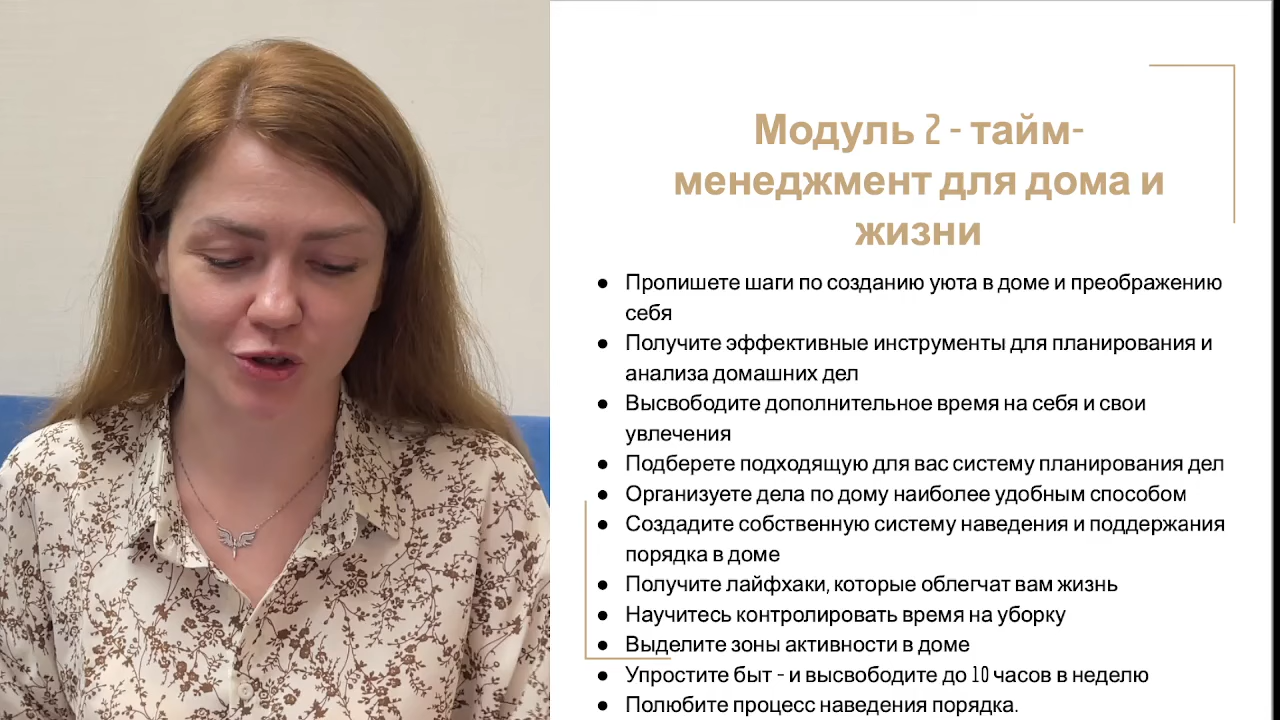 Модуль 2 - тайм-
менеджмент для дома и
жизни
● Пропишете шаги по созданию уюта в доме и преображению
себя
● Получите эффективные инструменты для планирования и
анализа домашних дел
● Высвободите дополнительное время на себя и свои
увлечения
● Подберете подходящую для вас систему планирования дел
● Организуете дела по дому наиболее удобным способом
● Создадите собственную систему наведения и поддержания
порядка в доме
● Получите лайфхаки, которые облегчат вам жизнь
● Научитесь контролировать время на уборку
● Выделите зоны активности в доме
● Упростите быт - и высвободите до 10 часов в неделю
● Полюбите процесс наведения порядка.